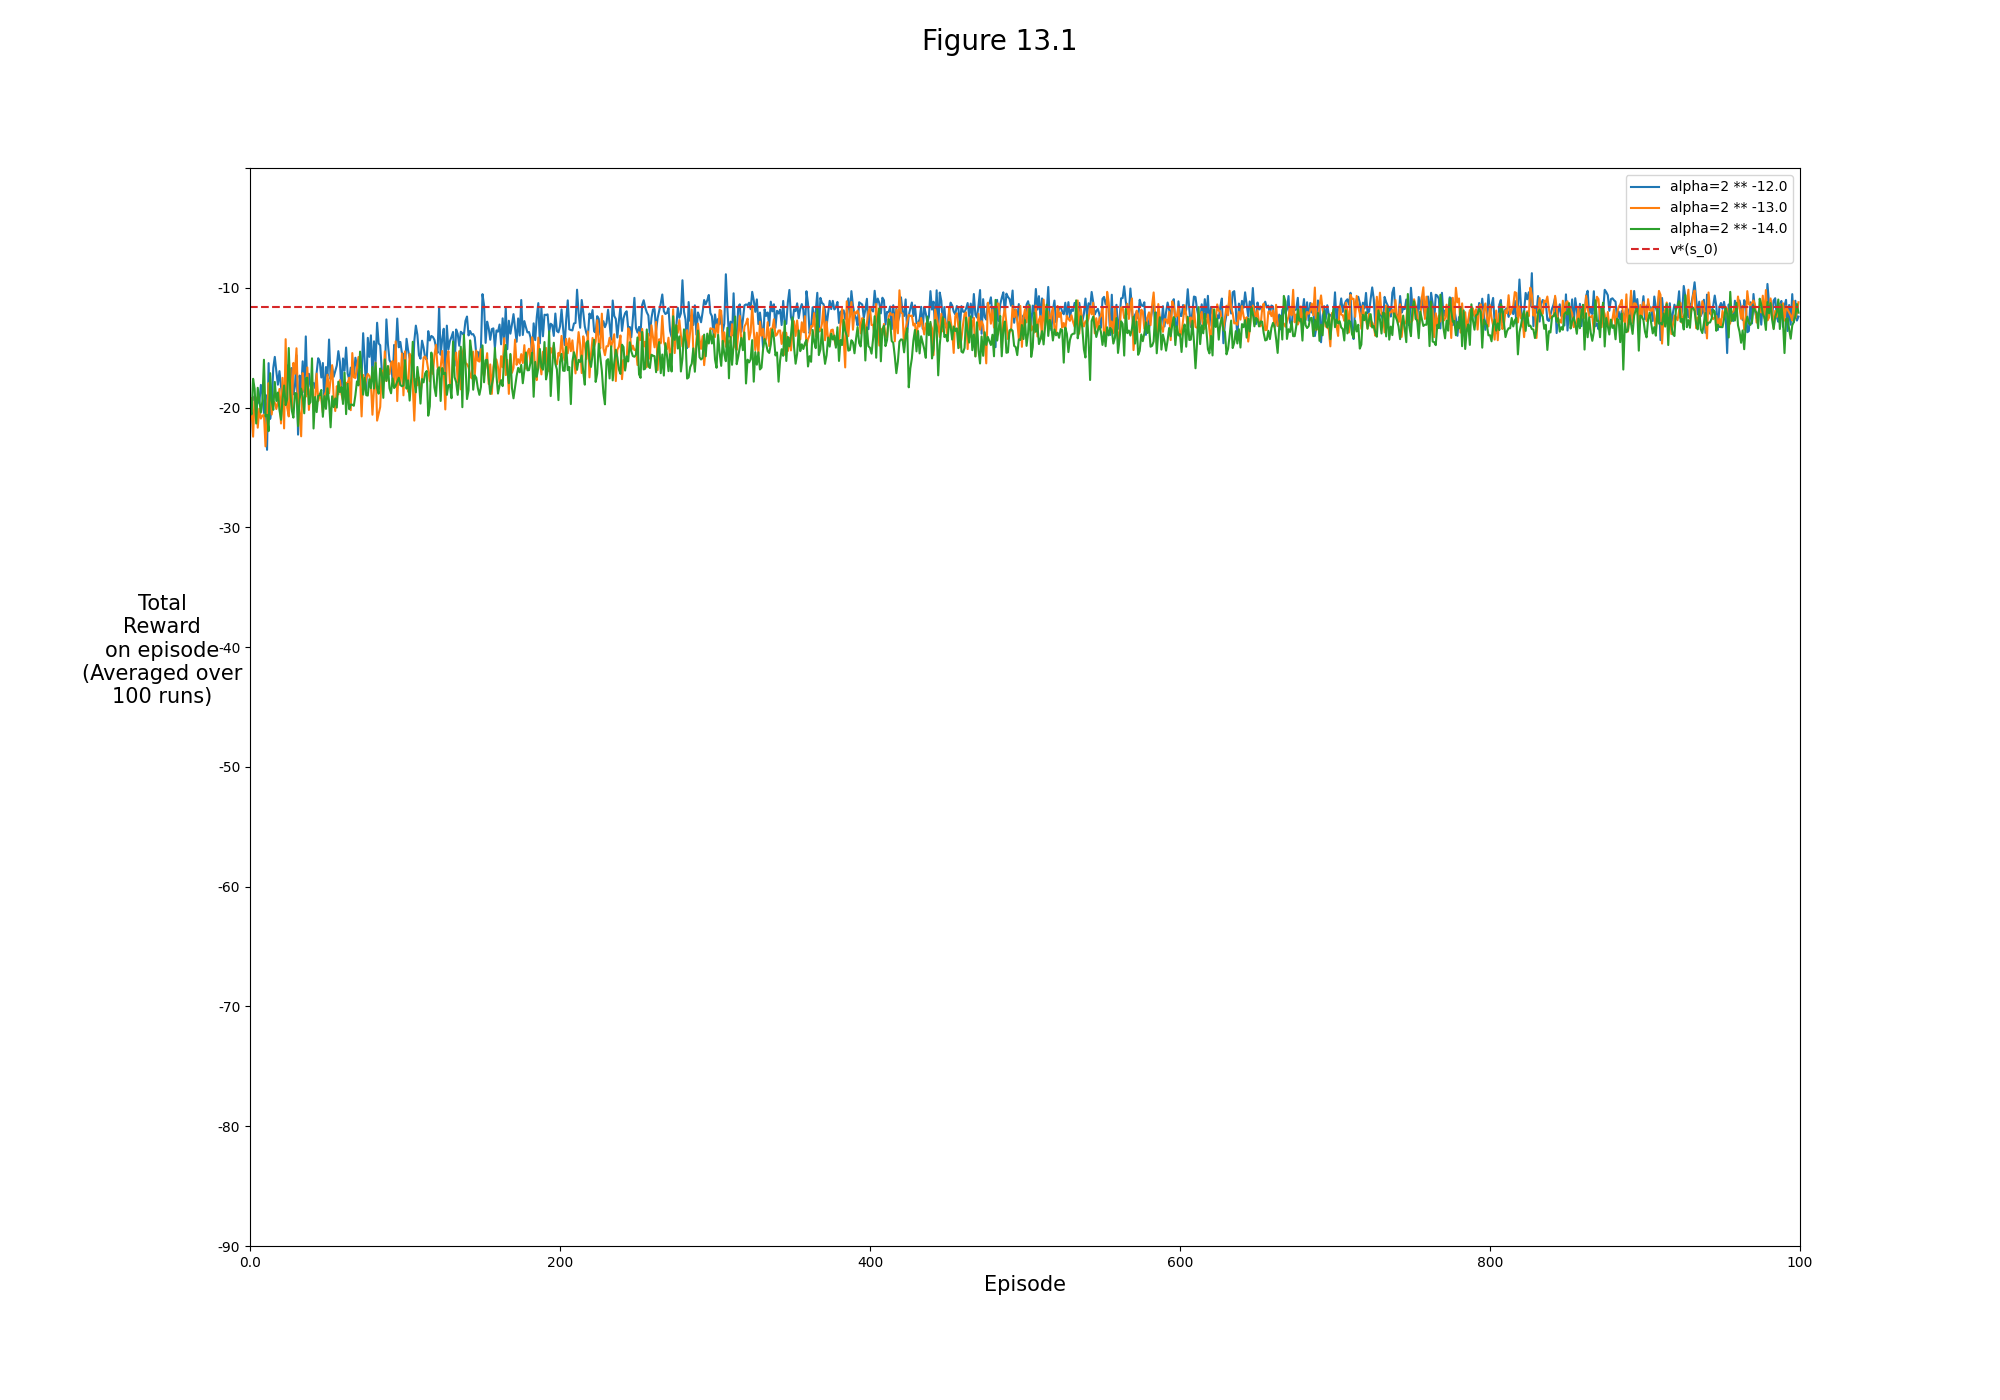 Figure 13.1
alpha=2 ** -12.0
alpha=2 ** -13.0
alpha=2 ** -14.0
v*(s_0)
-10
-20
-30
-40
-50
-60
-70
-80
-90
Total
Reward
on episode
(Averaged over
100 runs)
0.0
200
400
600
800
100
Episode